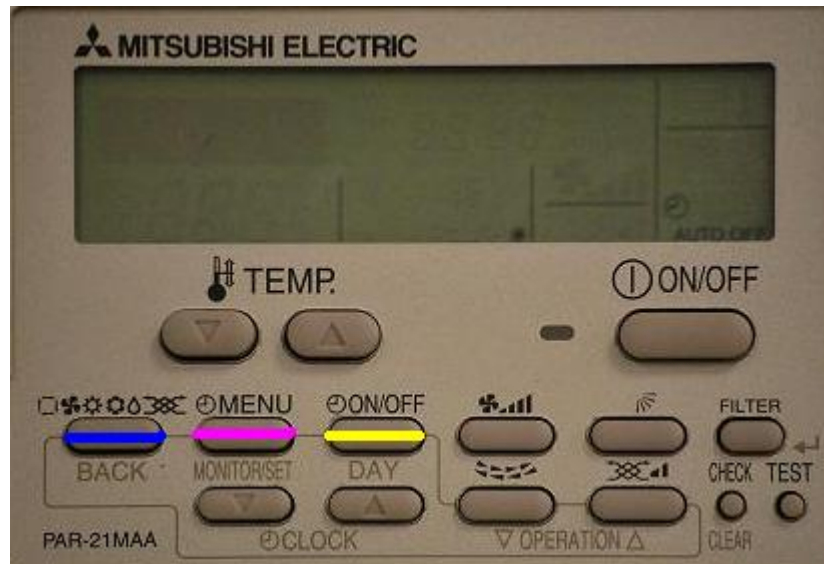 MITSUBISHI ELECTRIC
AUTO OFF
TEMP.
ON/OFF
MENU
ON/OFF
FILTER
BACK
MONITOR/SET
DAY
CHECK
TEST
PAR-21MAA
CLOCK
OPERATION
CLEAR